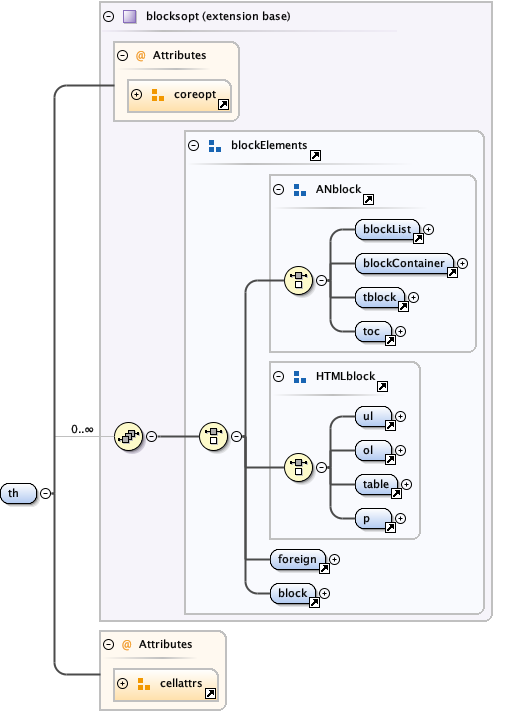 blocksopt (extension base)
@ Attributes
coreopt
blockElements
ANblock
blockList
blockContainer
tblock
toc
HTMLblock
0..∞
ul
ol
th
table
p
foreign
block
@ Attributes
cellattrs